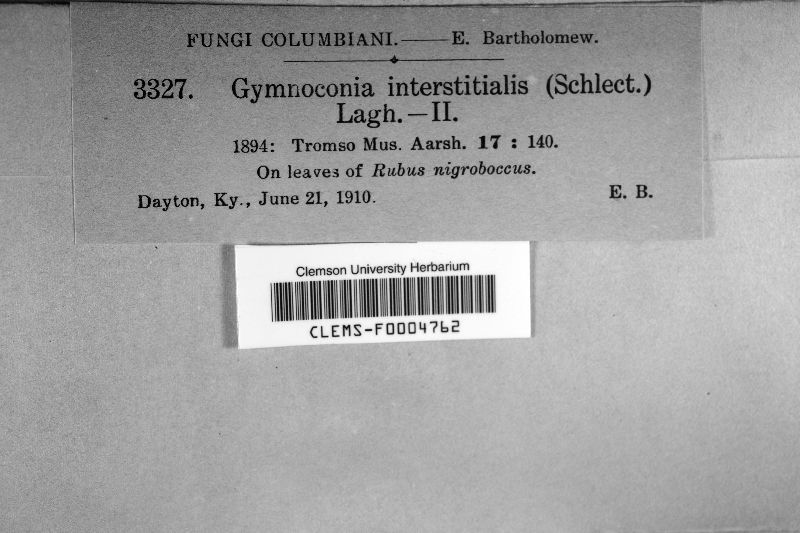 FUNGI COLUMBIANI.——E. Bartholomew.
3327. Gymnoconia interstitialis (Schlect.)
Lagh.—II.
1894: Tromso Mus. Aarsh. 17 : 140.
On leaves of Rubus nigroboccus.
Dayton, Ky., June 21, 1910. E. B.
Clemson University Herbarium
CLEMS-F0004762